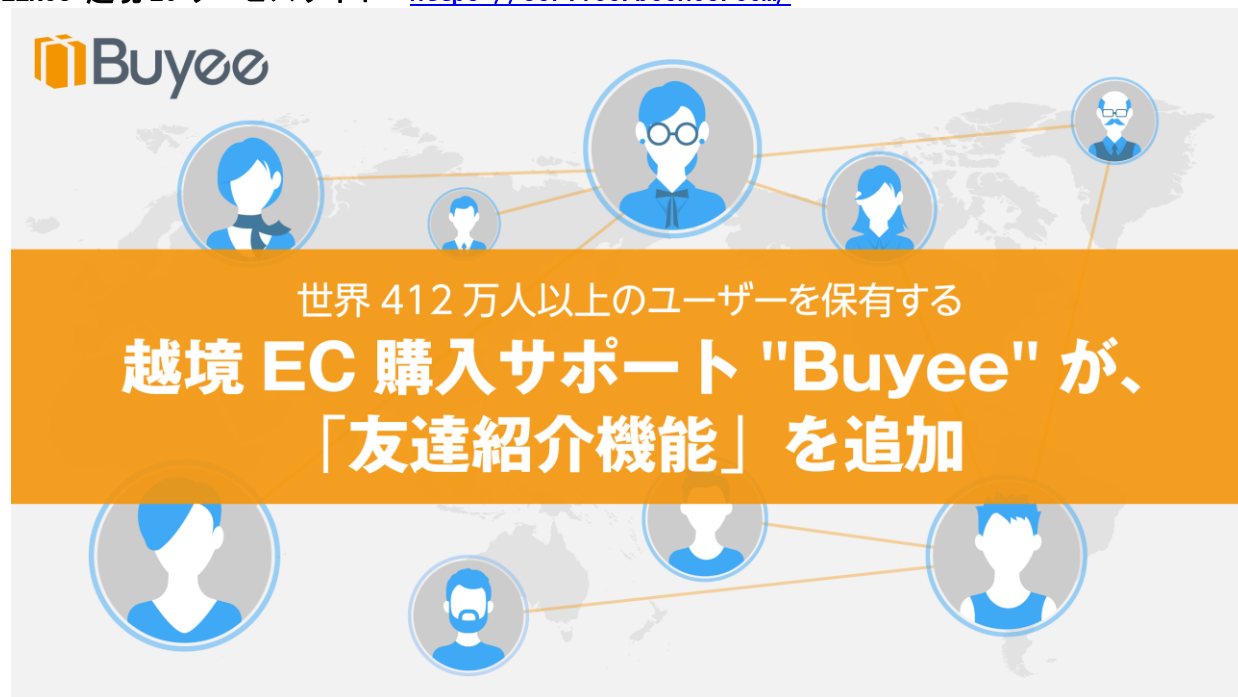 Buyee
世界 412 万人以上のユーザーを保有する
越境 EC 購入サポート "Buyee" が、
「友達紹介機能」を追加